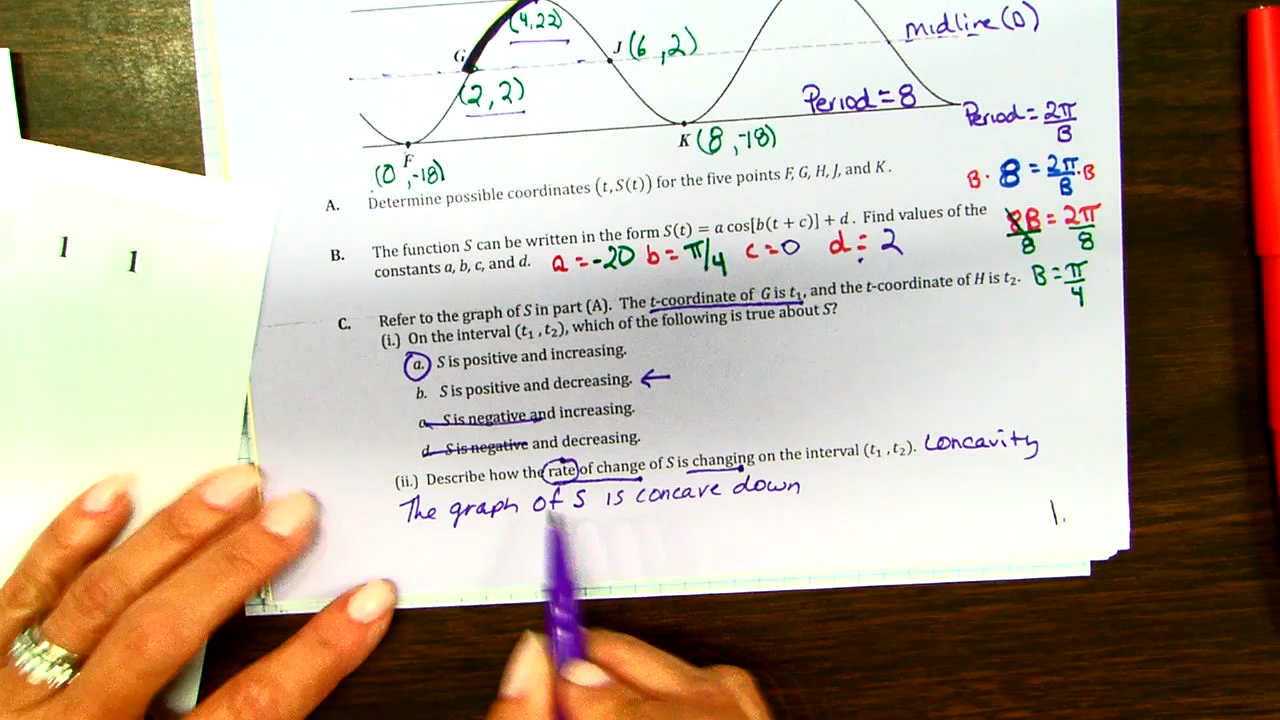 (4,22)
midline (0)
G
J (6, 2)
(2, 2)
Period = 8
Period = 2π/B
F
K (8, -18)
(0, -18)
B · 8 = 2π/B · B
A. Determine possible coordinates (t, S(t)) for the five points F, G, H, J, and K.
8B/8 = 2π/8
B. The function S can be written in the form S(t) = a cos[b(t + c)] + d. Find values of the
constants a, b, c, and d. a = -20 b = π/4 c = 0 d = 2
B = π/4
C. Refer to the graph of S in part (A). The t-coordinate of G is t₁, and the t-coordinate of H is t₂.
(i.) On the interval (t₁, t₂), which of the following is true about S?
a. S is positive and increasing.
b. S is positive and decreasing. ←
c. S is negative and increasing.
d. S is negative and decreasing.
(ii.) Describe how the rate of change of S is changing on the interval (t₁, t₂). Concavity
The graph of S is concave down
1.
1 1